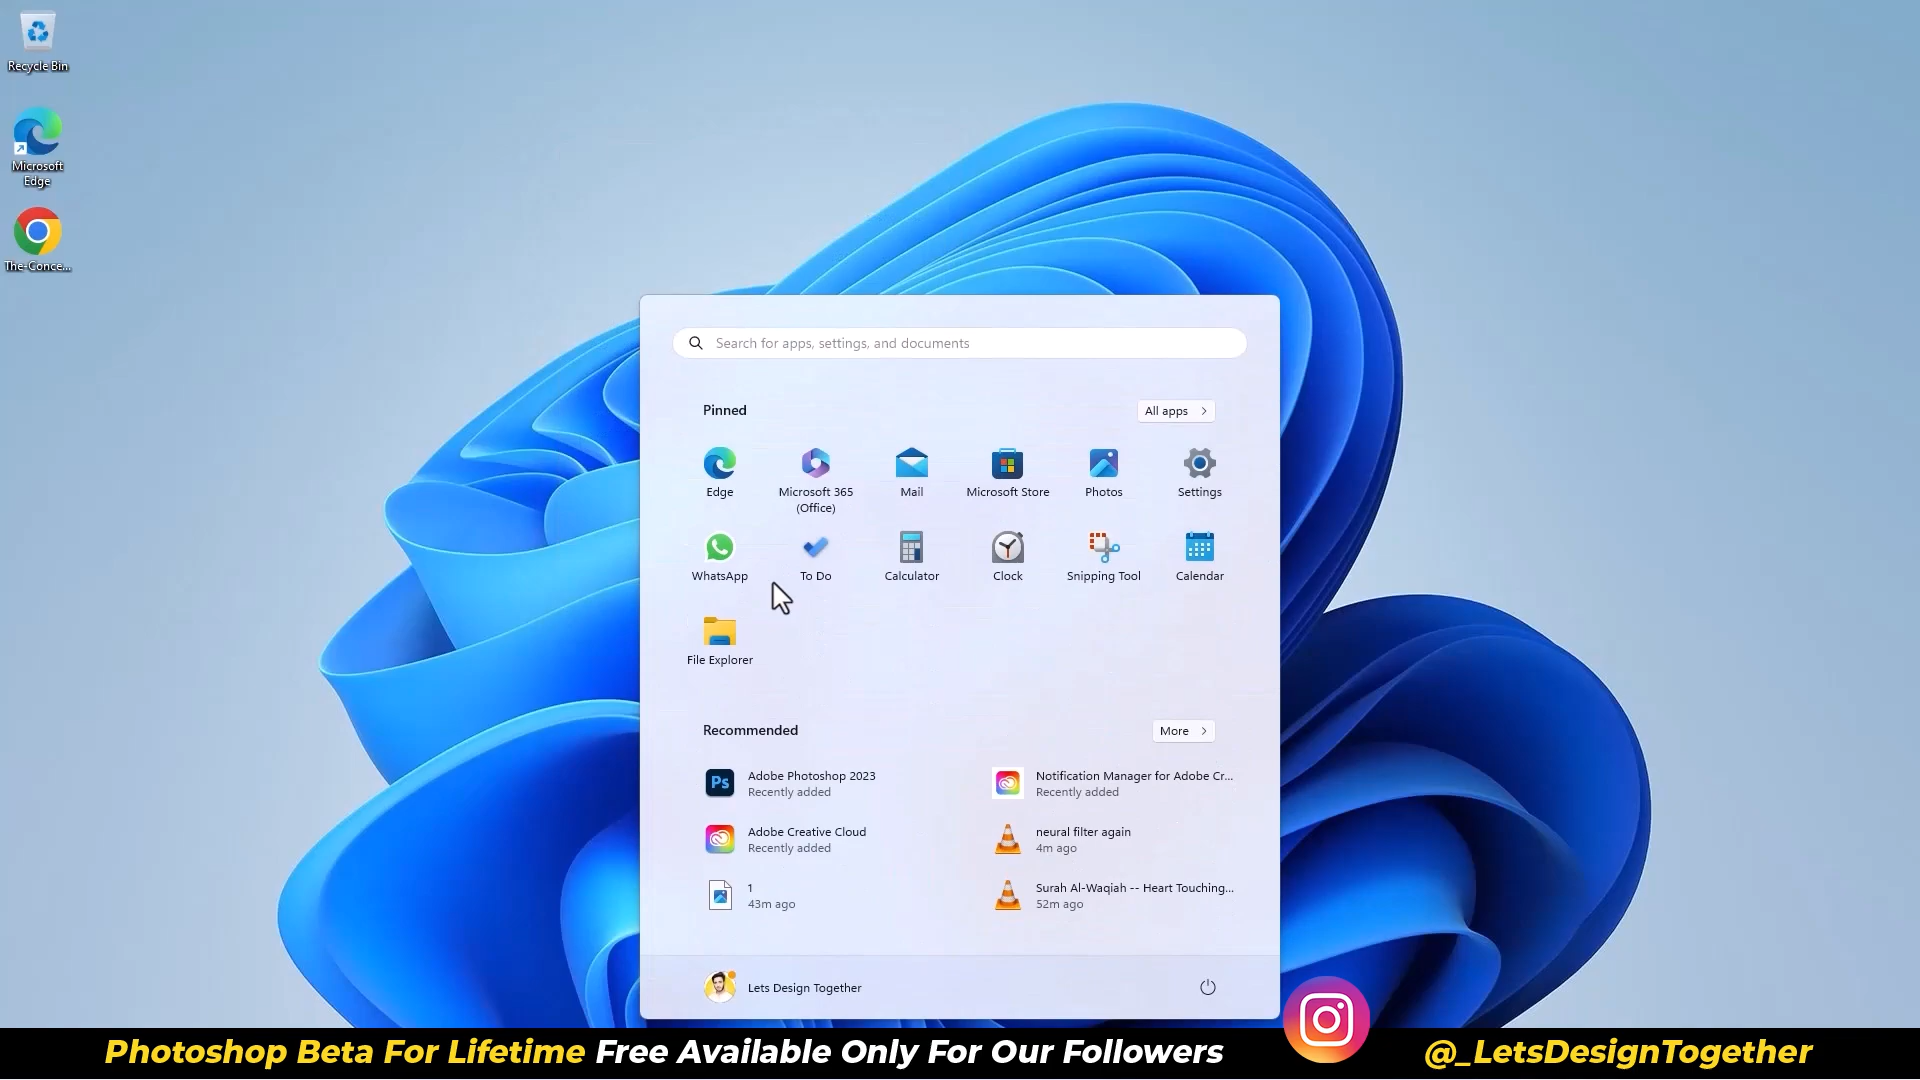 Recycle Bin
Microsoft
Edge
The-Conce...
Search for apps, settings, and documents
Pinned
All apps
Edge
Microsoft 365
(Office)
Mail
Microsoft Store
Photos
Settings
WhatsApp
To Do
Calculator
Clock
Snipping Tool
Calendar
File Explorer
Recommended
More
Ps
Adobe Photoshop 2023
Recently added
Notification Manager for Adobe Cr...
Recently added
Adobe Creative Cloud
Recently added
neural filter again
4m ago
1
43m ago
Surah Al-Waqiah -- Heart Touching...
52m ago
Lets Design Together
Photoshop Beta For Lifetime Free Available Only For Our Followers
@_LetsDesignTogether